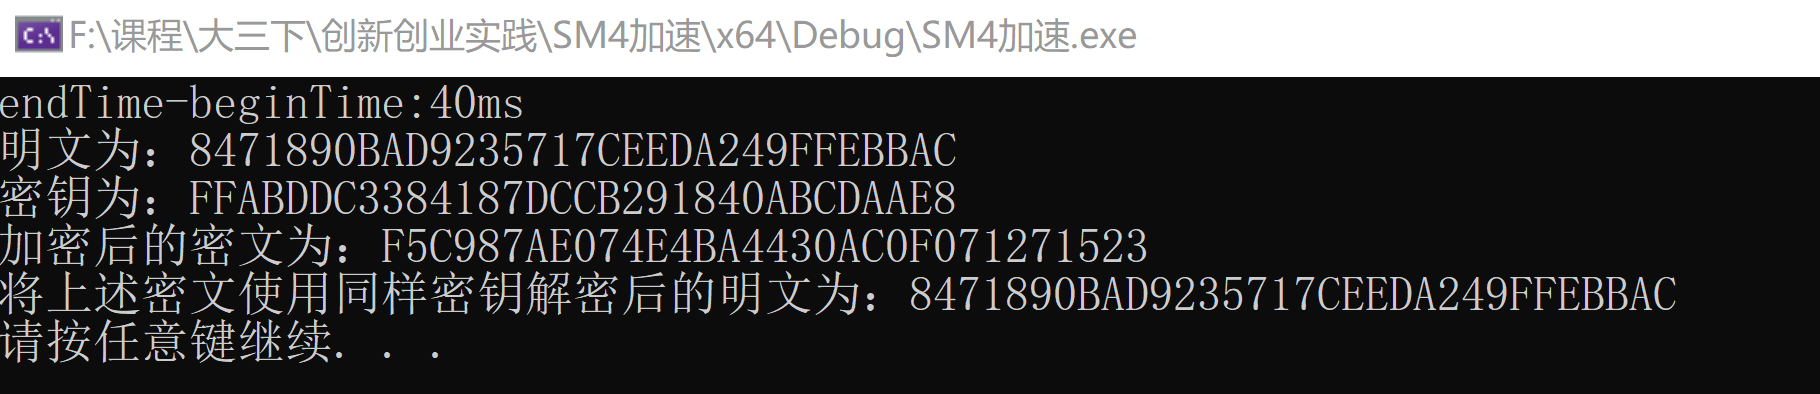 F:\课程\大三下\创新创业实践\SM4加速\x64\Debug\SM4加速.exe
endTime-beginTime:40ms
明文为：8471890BAD9235717CEEDA249FFEBBAC
密钥为：FFABDDC3384187DCCB291840ABCDAAE8
加密后的密文为：F5C987AE074E4BA4430AC0F071271523
将上述密文使用同样密钥解密后的明文为：8471890BAD9235717CEEDA249FFEBBAC
请按任意键继续. . .